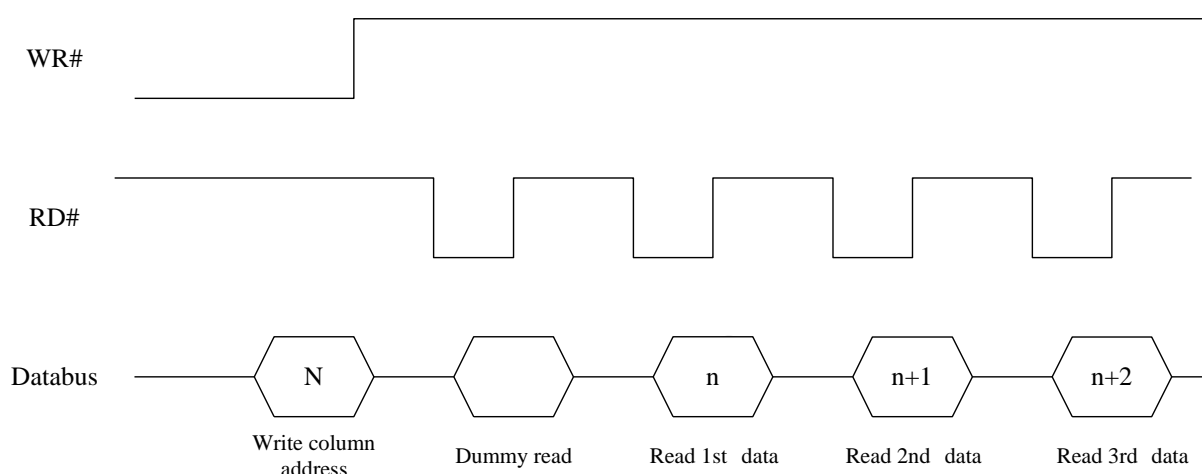 WR#
RD#
Databus
N
n
n+1
n+2
Write column
address
Dummy read
Read 1st data
Read 2nd data
Read 3rd data